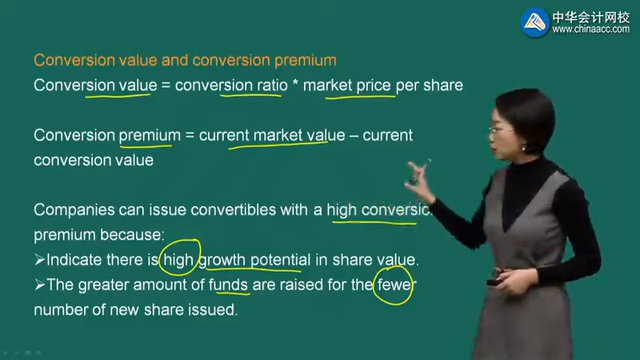 中华会计网校
www.chinaacc.com
Conversion value and conversion premium
Conversion value = conversion ratio * market price per share
Conversion premium = current market value – current
conversion value
Companies can issue convertibles with a high conversion
premium because:
➢Indicate there is high growth potential in share value.
➢The greater amount of funds are raised for the fewer
number of new share issued.